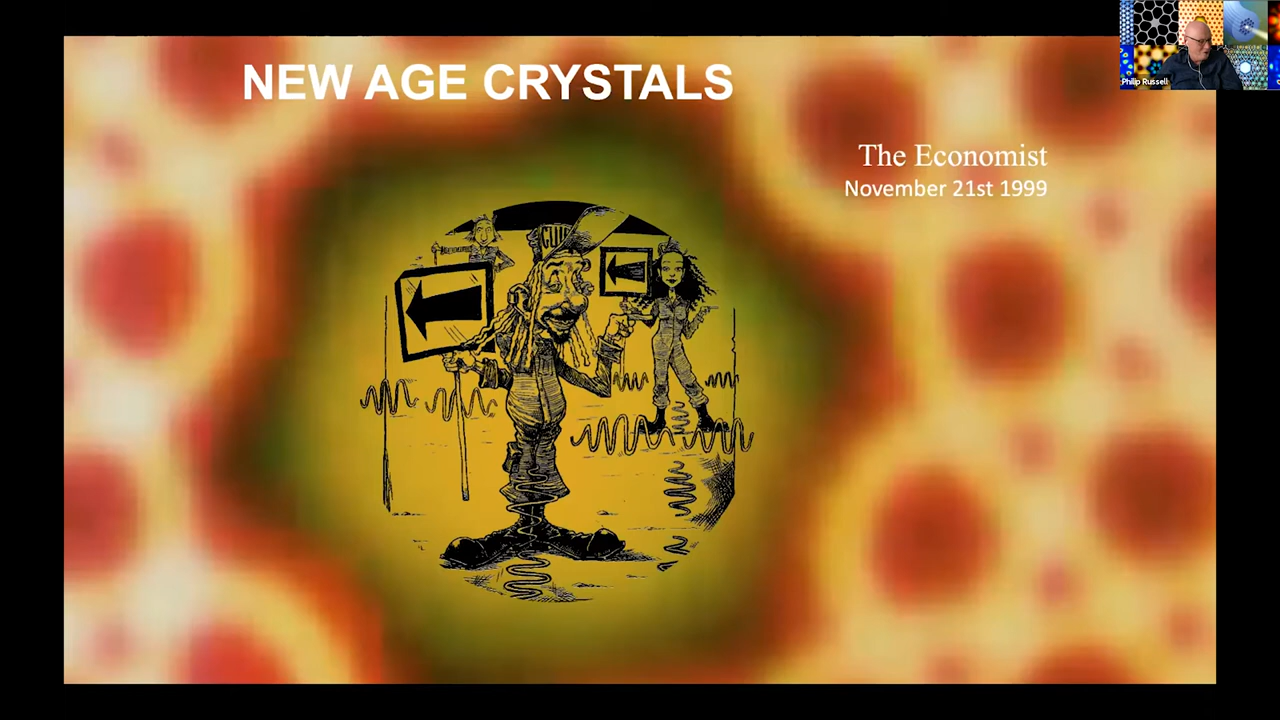 NEW AGE CRYSTALS
The Economist
November 21st 1999
Philip Russell